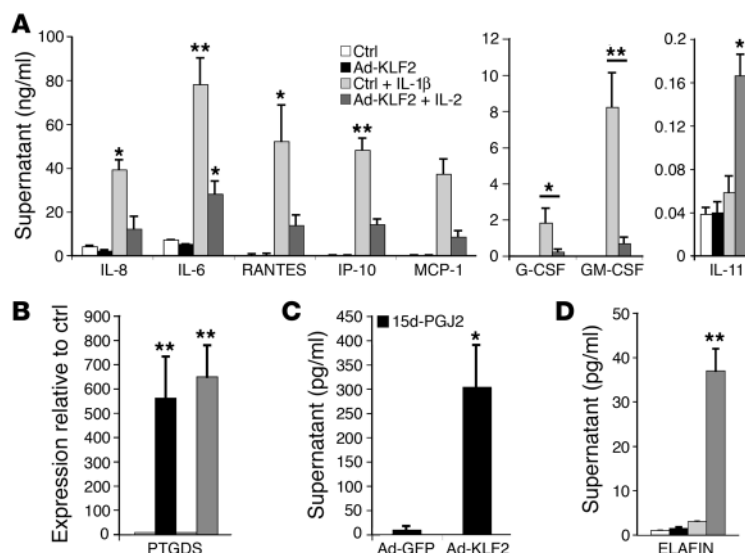 A
Supernatant (ng/ml)
100
80
60
40
20
0
**
*
*
*
**
Ctrl
Ad-KLF2
Ctrl + IL-1β
Ad-KLF2 + IL-2
IL-8 IL-6 RANTES IP-10 MCP-1
12
10
8
6
4
2
0
*
**
G-CSF GM-CSF
0.2
0.16
0.12
0.08
0.04
0
*
IL-11
B
Expression relative to ctrl
900
800
700
600
500
400
300
200
100
0
** **
PTGDS
C
Supernatant (pg/ml)
450
400
350
300
250
200
150
100
50
0
15d-PGJ2
*
Ad-GFP Ad-KLF2
D
Supernatant (pg/ml)
50
40
30
20
10
0
**
ELAFIN